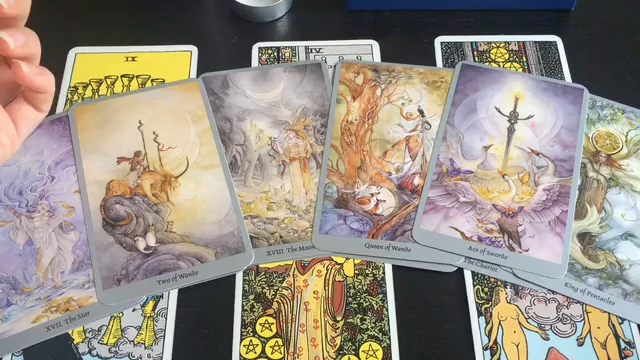 IX
IV
XVII The Star
Two of Wands
XVIII The Moon
Queen of Wands
Ace of Swords
The Chariot
King of Pentacles